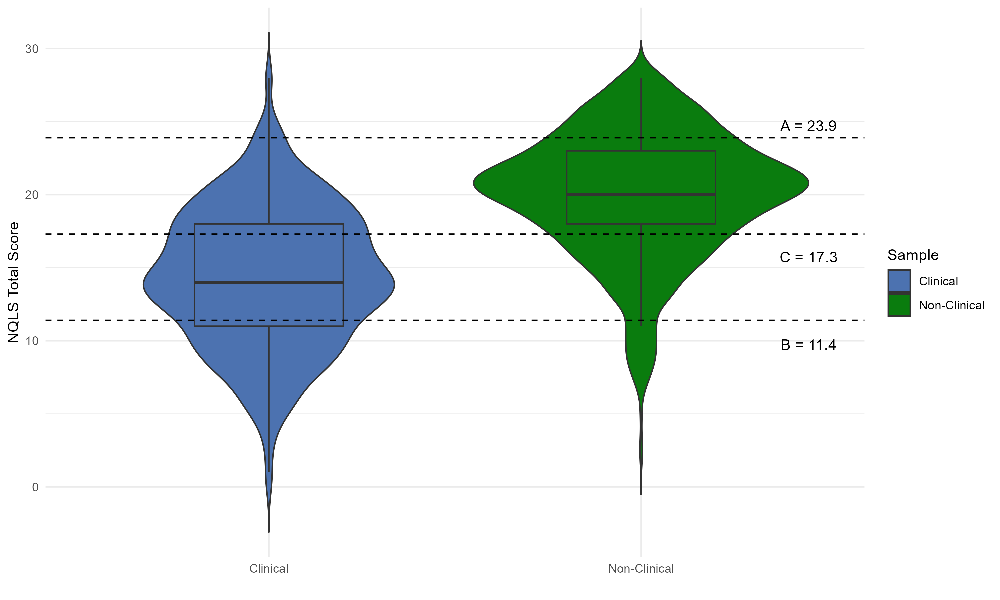 NQLS Total Score
30
20
10
0
A = 23.9
C = 17.3
B = 11.4
Clinical
Non-Clinical
Sample
Clinical
Non-Clinical